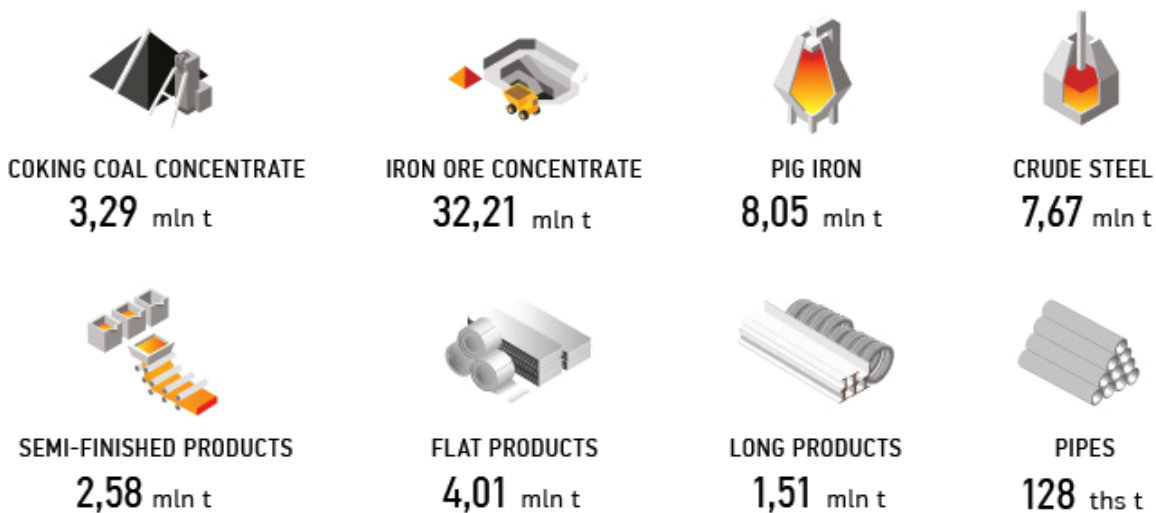 COKING COAL CONCENTRATE
3,29 mln t
IRON ORE CONCENTRATE
32,21 mln t
PIG IRON
8,05 mln t
CRUDE STEEL
7,67 mln t
SEMI-FINISHED PRODUCTS
2,58 mln t
FLAT PRODUCTS
4,01 mln t
LONG PRODUCTS
1,51 mln t
PIPES
128 ths t